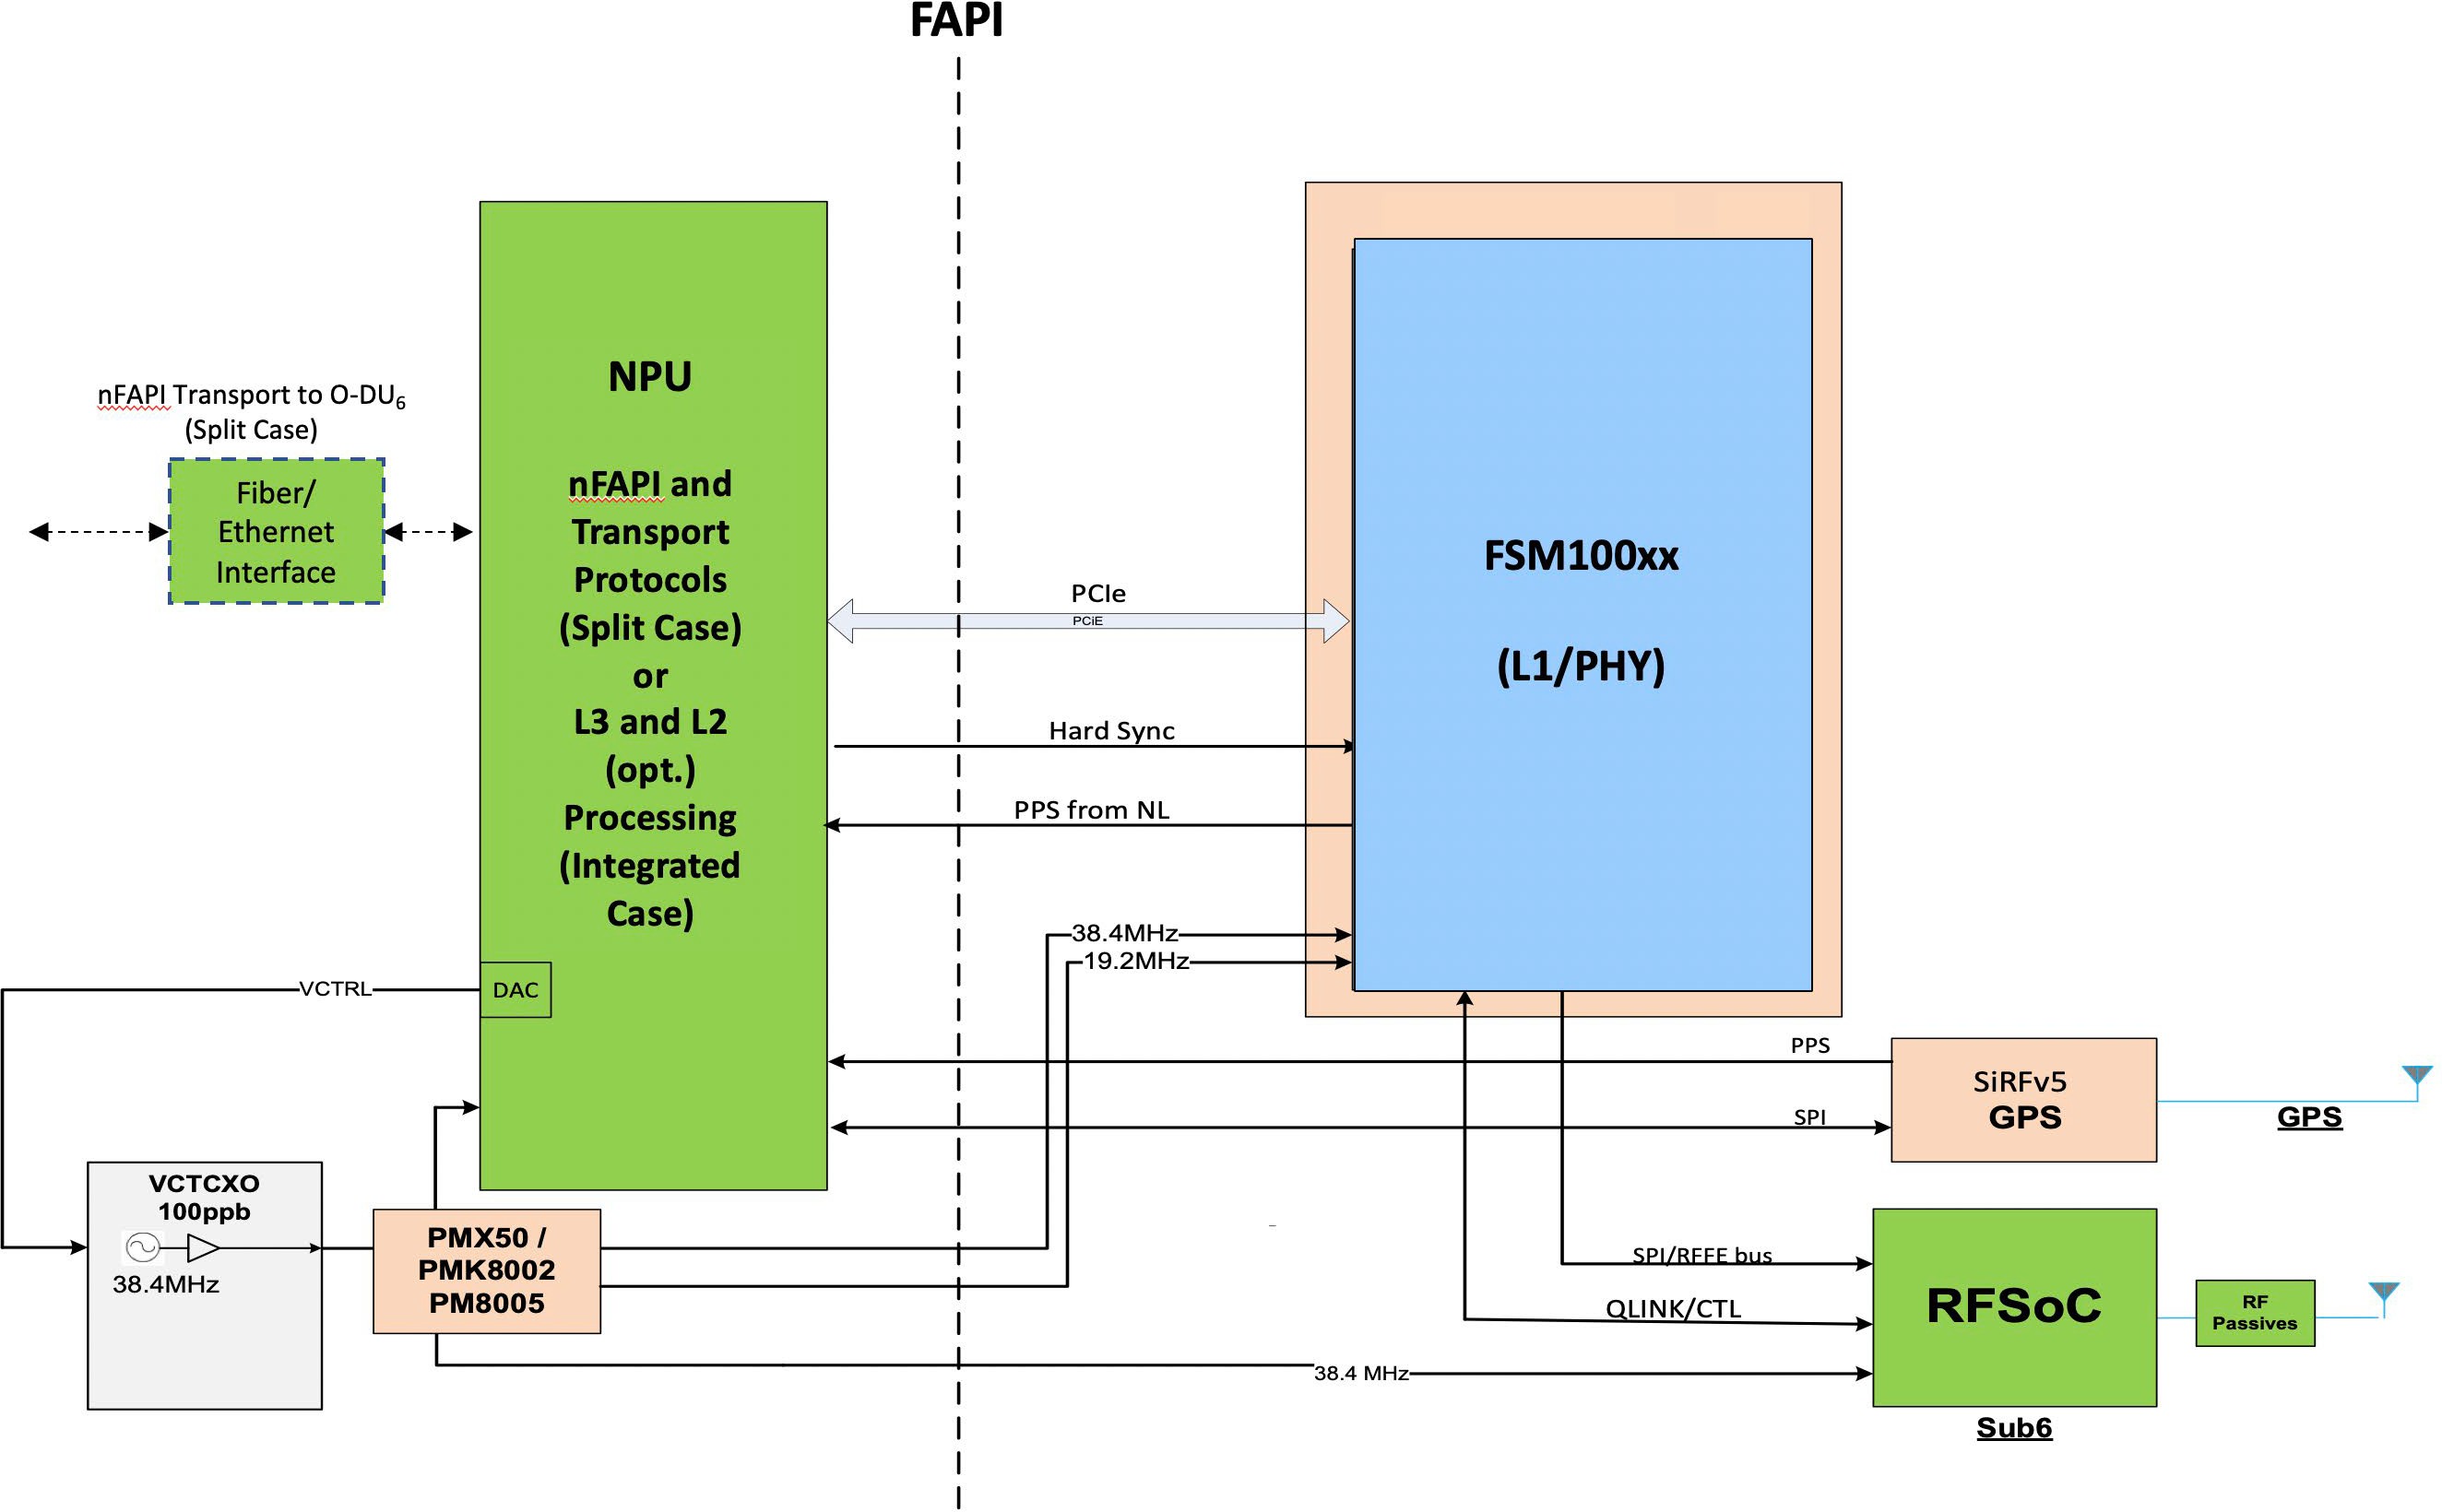 FAPI
nFAPI Transport to O-DU6
(Split Case)
Fiber/
Ethernet
Interface
NPU
nFAPI and
Transport
Protocols
(Split Case)
or
L3 and L2
(opt.)
Processing
(Integrated
Case)
DAC
VCTRL
PCIe
PCiE
Hard Sync
PPS from NL
38.4MHz
19.2MHz
FSM100xx
(L1/PHY)
PPS
SPI
SiRFv5
GPS
GPS
VCTCXO
100ppb
38.4MHz
PMX50 /
PMK8002
PM8005
SPI/RFFE bus
QLINK/CTL
38.4 MHz
RFSoC
Sub6
RF
Passives